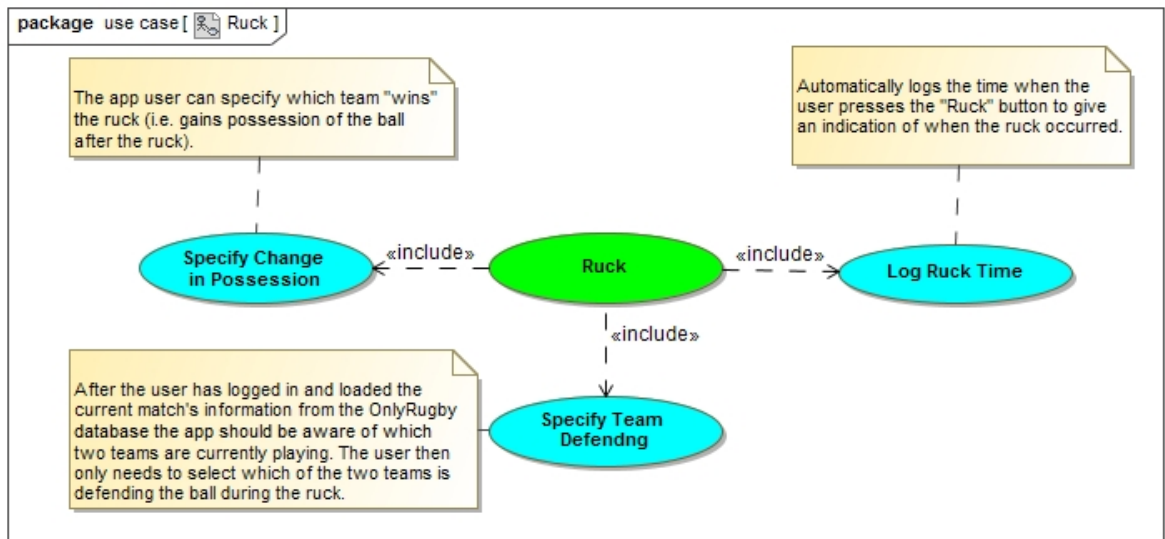 package use case [ Ruck ]
The app user can specify which team "wins"
the ruck (i.e. gains possession of the ball
after the ruck).
Automatically logs the time when the
user presses the "Ruck" button to give
an indication of when the ruck occurred.
Specify Change
in Possession
«include»
Ruck
«include»
Log Ruck Time
«include»
After the user has logged in and loaded the
current match's information from the OnlyRugby
database the app should be aware of which
two teams are currently playing. The user then
only needs to select which of the two teams is
defending the ball during the ruck.
Specify Team
Defendng